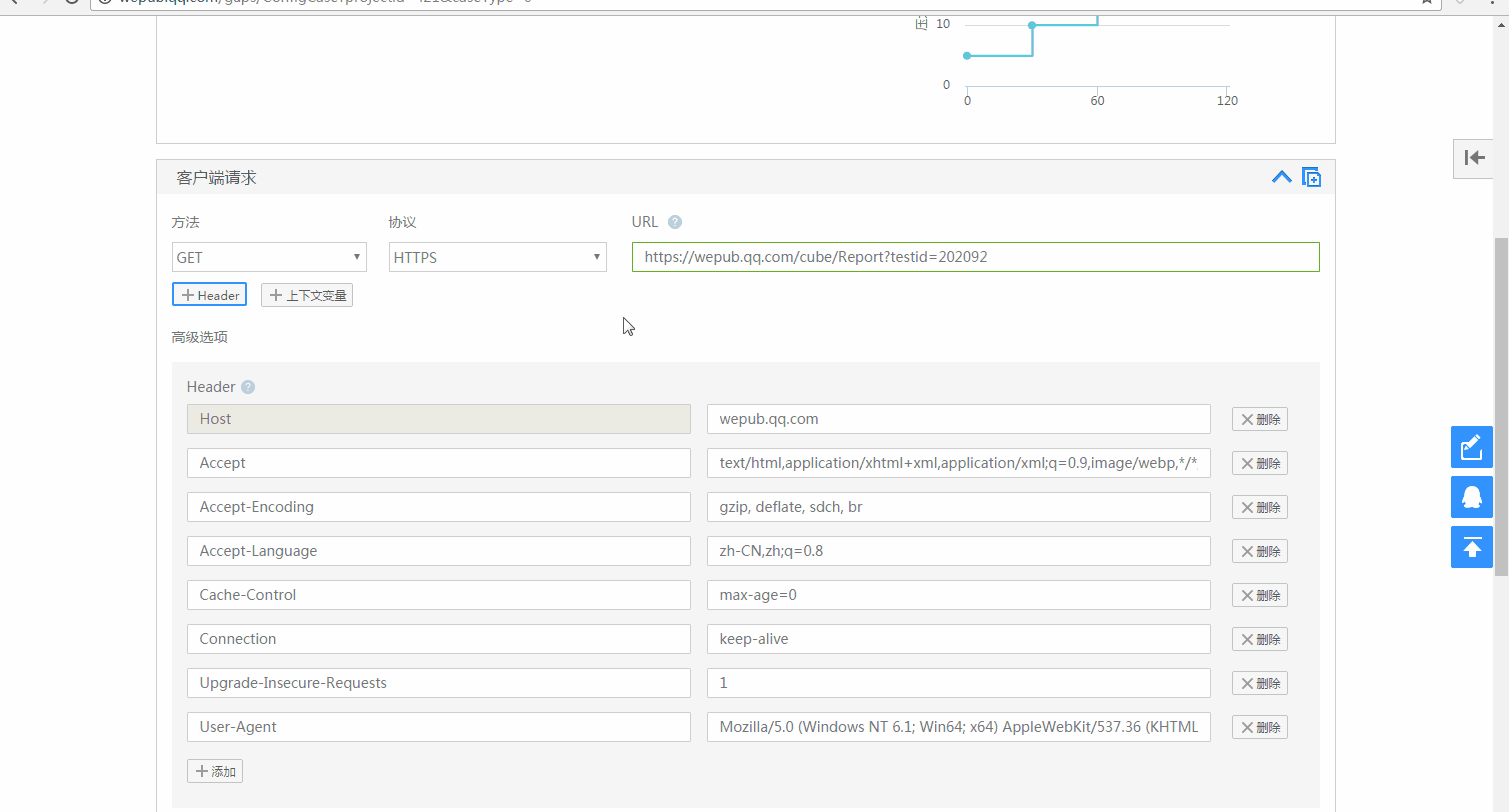 压
10
0
0 60 120
客户端请求
方法 协议 URL ?
GET HTTPS https://wepub.qq.com/cube/Report?testid=202092
Header 上下文变量
高级选项
Header ?
Host wepub.qq.com 删除
Accept text/html,application/xhtml+xml,application/xml;q=0.9,image/webp,*/*, 删除
Accept-Encoding gzip, deflate, sdch, br 删除
Accept-Language zh-CN,zh;q=0.8 删除
Cache-Control max-age=0 删除
Connection keep-alive 删除
Upgrade-Insecure-Requests 1 删除
User-Agent Mozilla/5.0 (Windows NT 6.1; Win64; x64) AppleWebKit/537.36 (KHTML 删除
添加